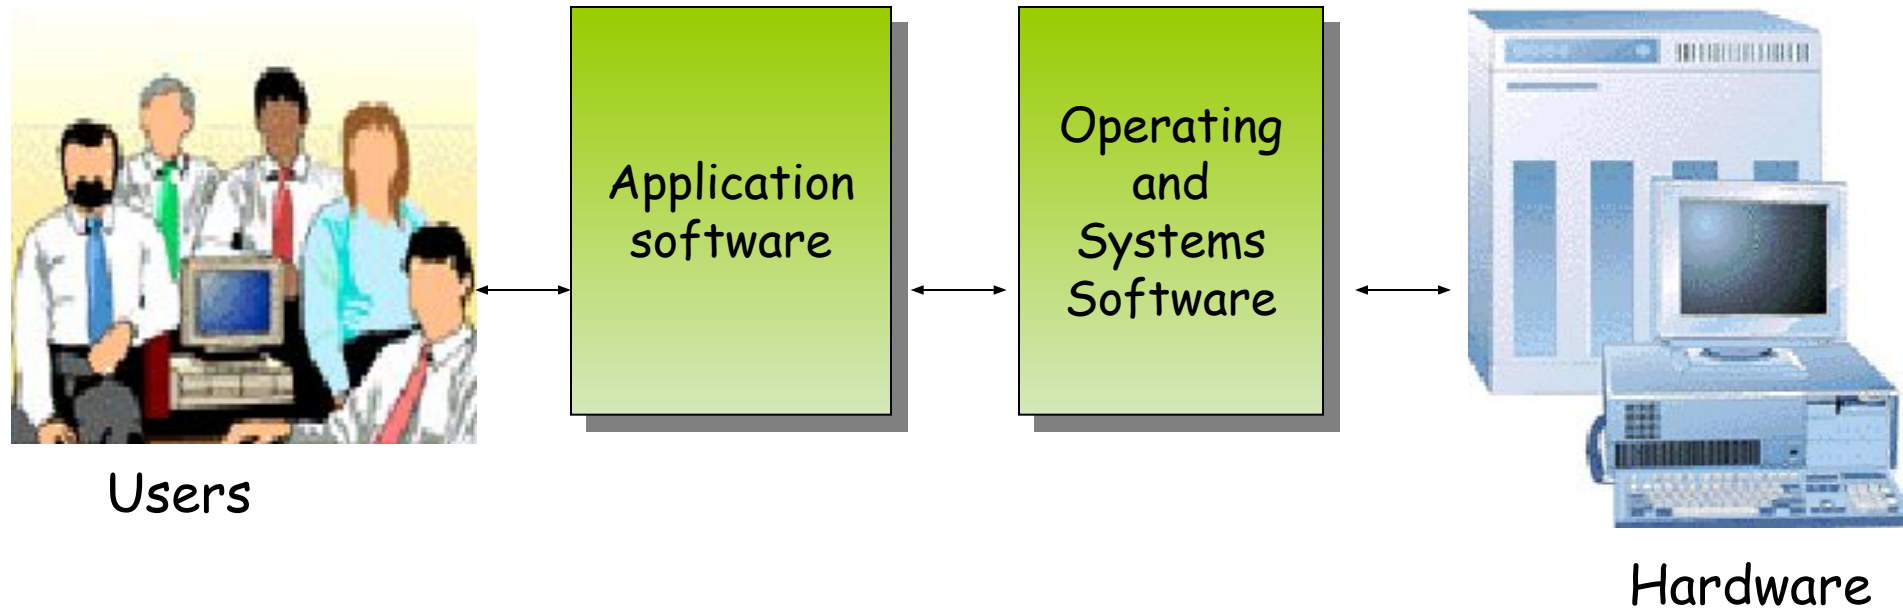 Application
software
Operating
and
Systems
Software
Users
Hardware